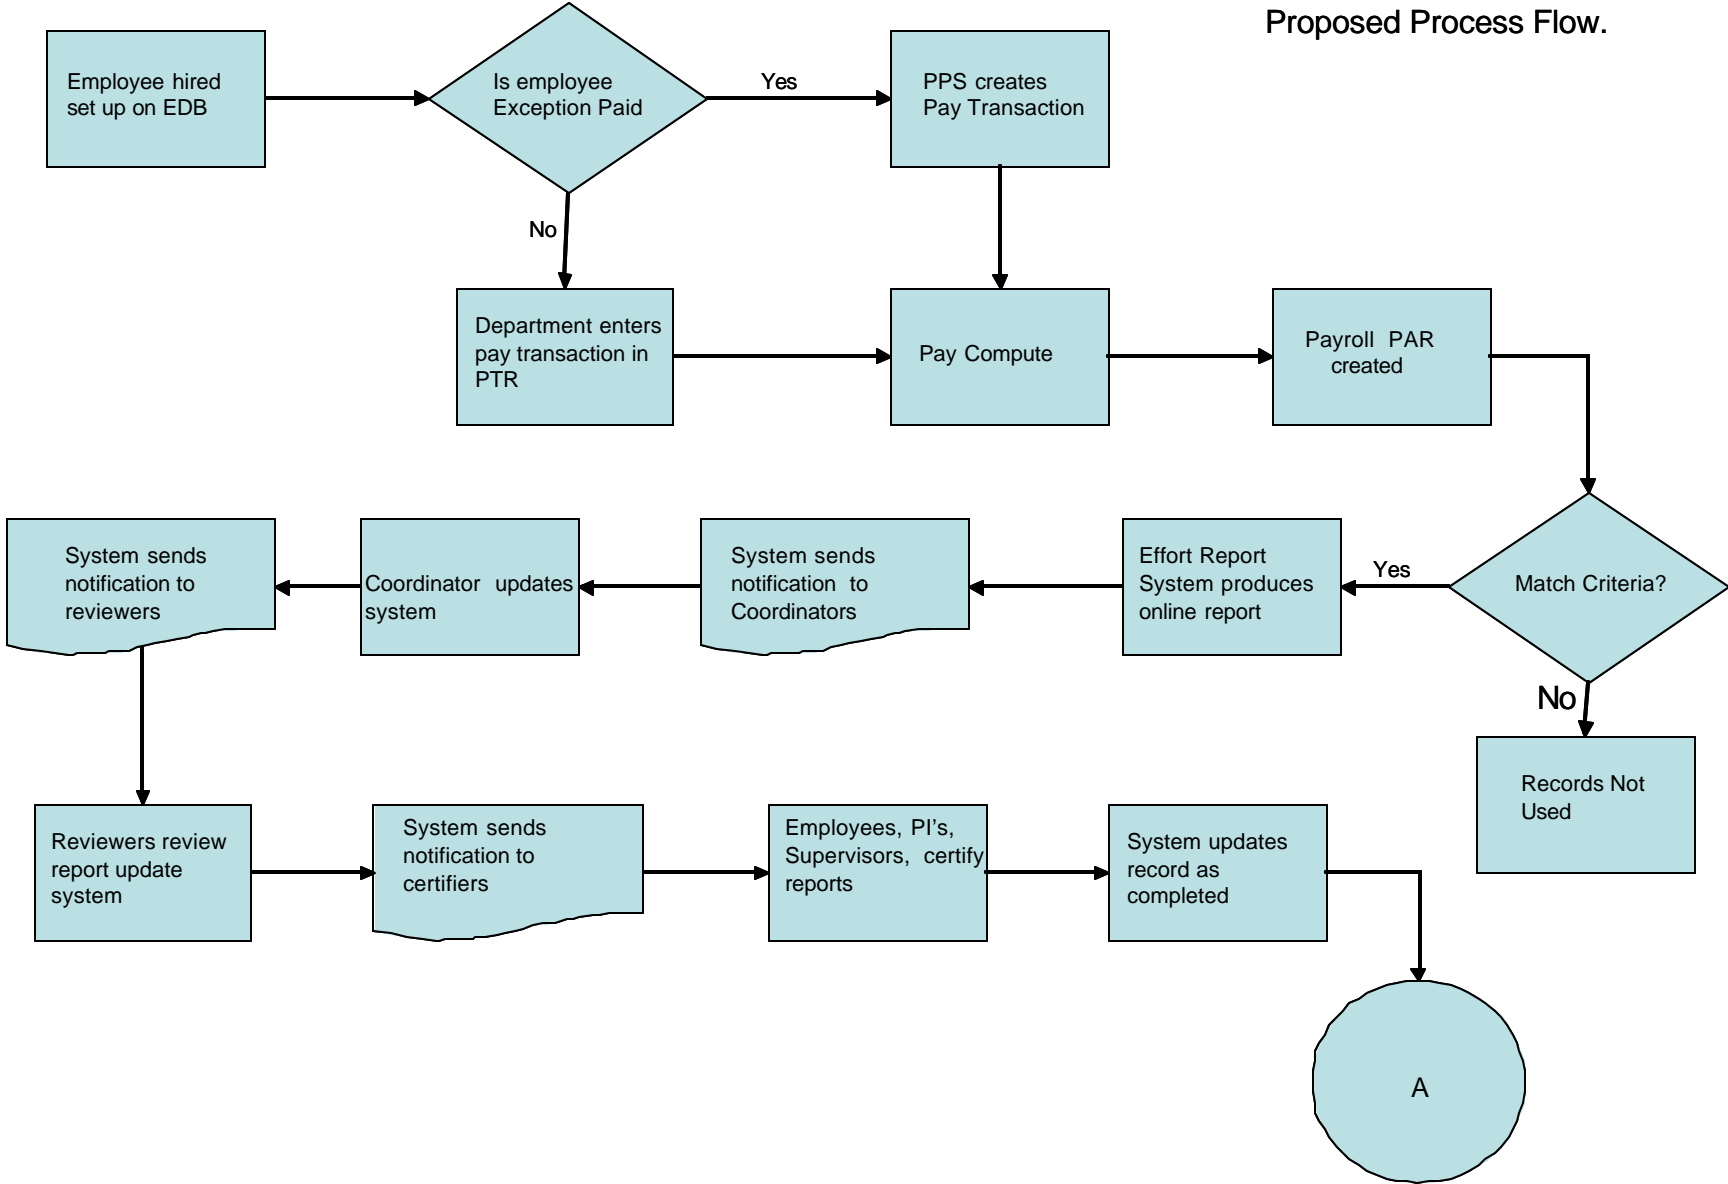 Proposed Process Flow.
Employee hired
set up on EDB
Is employee
Exception Paid
Yes
PPS creates
Pay Transaction
No
Department enters
pay transaction in
PTR
Pay Compute
Payroll PAR
created
Match Criteria?
Yes
Effort Report
System produces
online report
System sends
notification to
Coordinators
Coordinator updates
system
System sends
notification to
reviewers
No
Records Not
Used
Reviewers review
report update
system
System sends
notification to
certifiers
Employees, PI's,
Supervisors, certify
reports
System updates
record as
completed
A